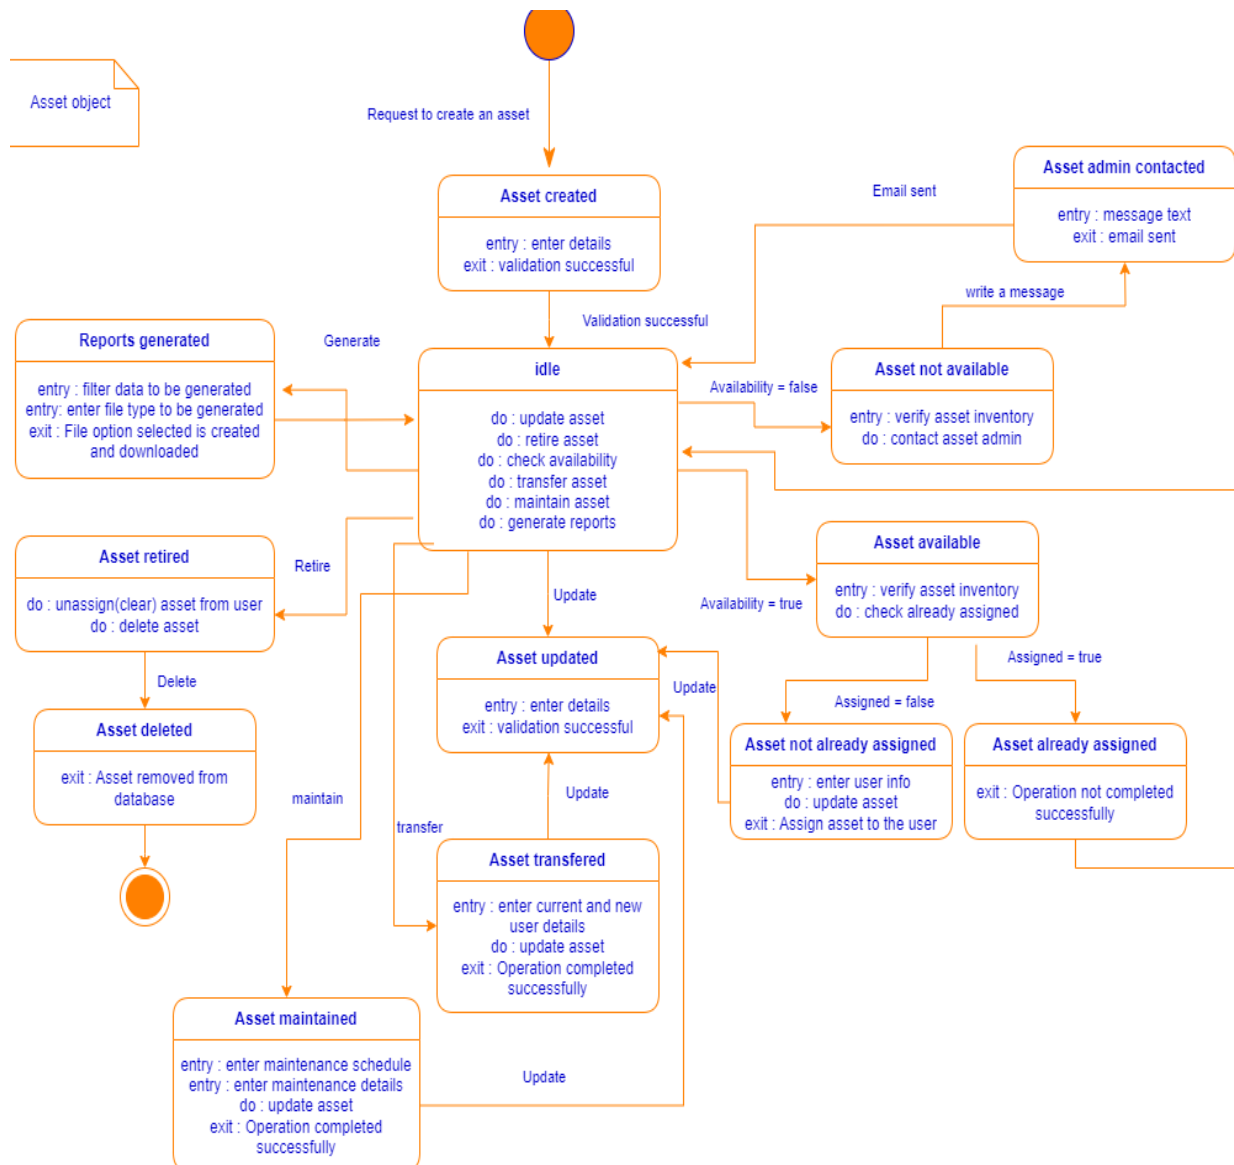 Asset object
Request to create an asset
Asset created
entry : enter details
exit : validation successful
Asset admin contacted
entry : message text
exit : email sent
Email sent
write a message
Validation successful
Reports generated
entry : filter data to be generated
entry: enter file type to be generated
exit : File option selected is created
and downloaded
Generate
idle
do : update asset
do : retire asset
do : check availability
do : transfer asset
do : maintain asset
do : generate reports
Availability = false
Asset not available
entry : verify asset inventory
do : contact asset admin
Asset retired
do : unassign(clear) asset from user
do : delete asset
Retire
Update
Availability = true
Asset available
entry : verify asset inventory
do : check already assigned
Delete
Asset updated
entry : enter details
exit : validation successful
Update
Assigned = false
Assigned = true
Asset deleted
exit : Asset removed from
database
Asset not already assigned
entry : enter user info
do : update asset
exit : Assign asset to the user
Asset already assigned
exit : Operation not completed
successfully
maintain
transfer
Update
Asset transfered
entry : enter current and new
user details
do : update asset
exit : Operation completed
successfully
Asset maintained
entry : enter maintenance schedule
entry : enter maintenance details
do : update asset
exit : Operation completed
successfully
Update